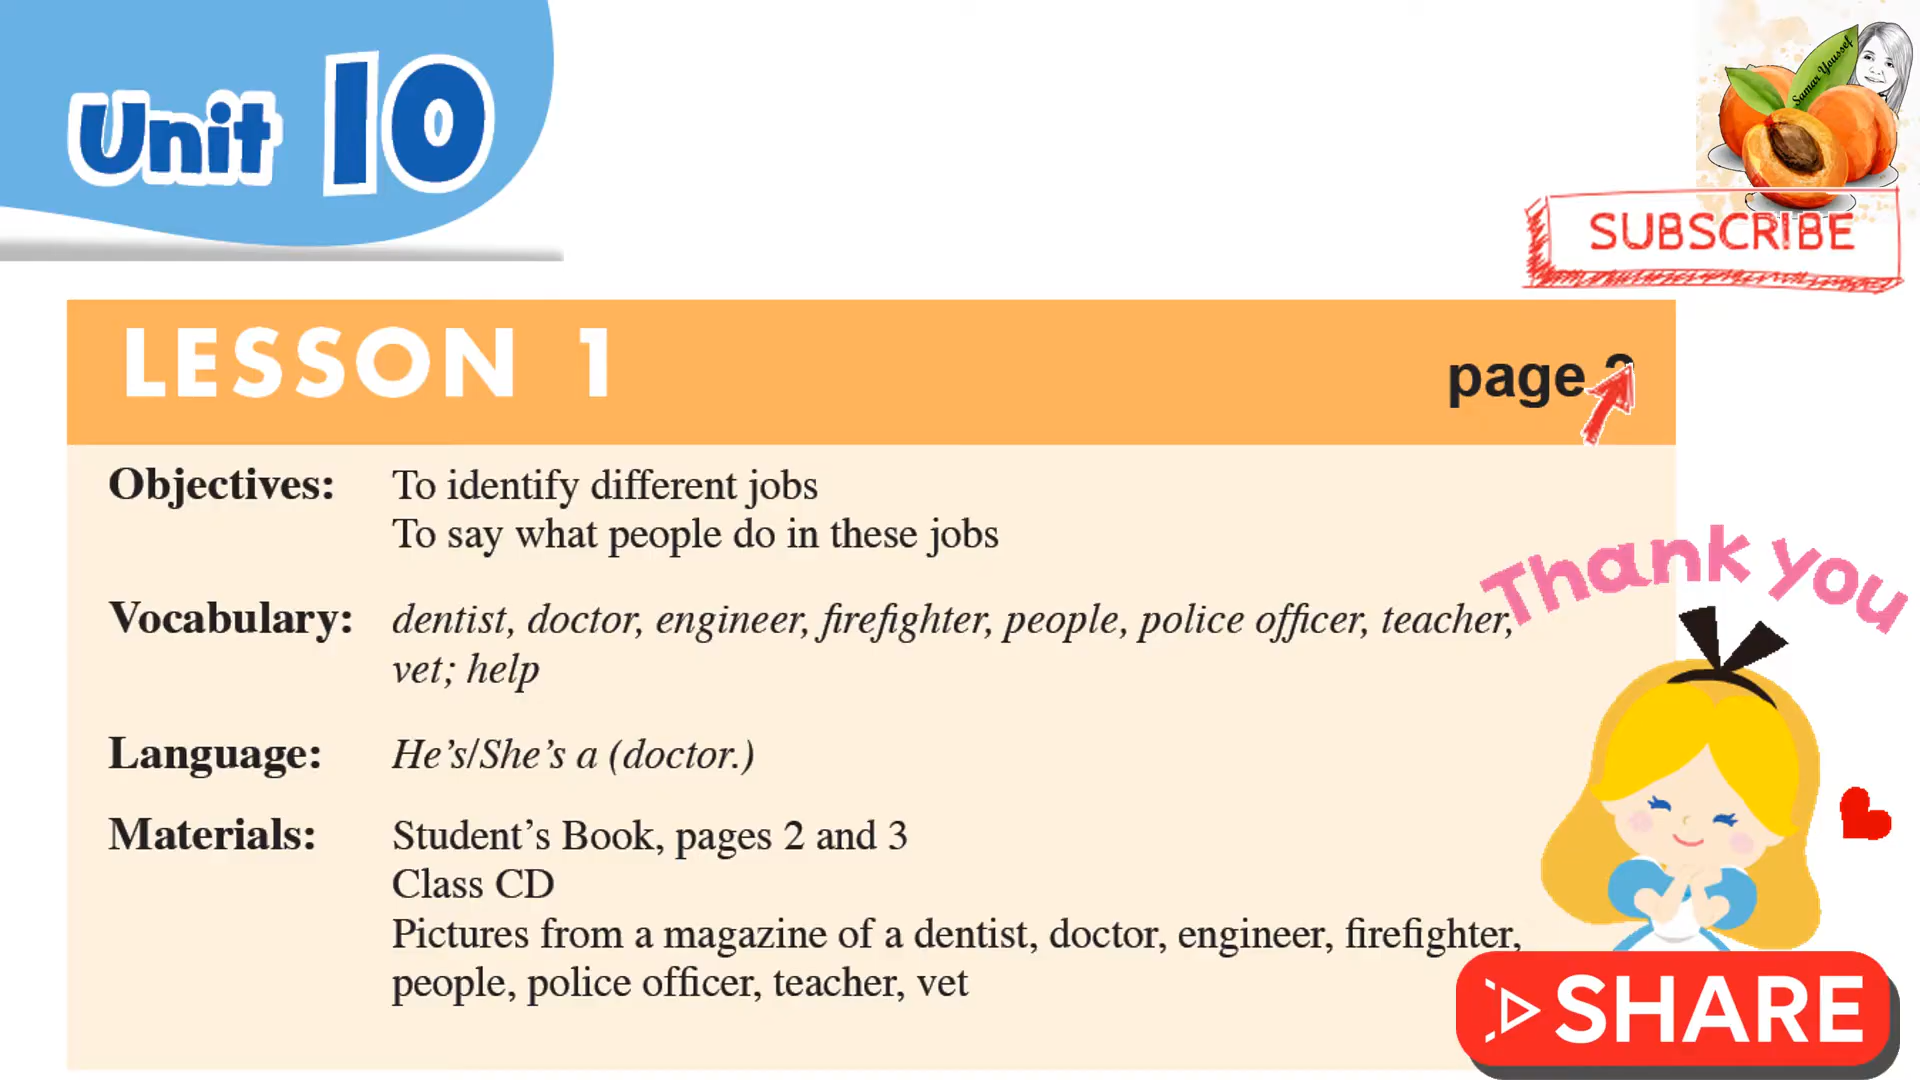 Unit 10
Samar Youssef
SUBSCRIBE
LESSON 1
page 2
Objectives: To identify different jobs
To say what people do in these jobs
Thank you
Vocabulary: dentist, doctor, engineer, firefighter, people, police officer, teacher,
vet; help
Language: He's/She's a (doctor.)
Materials: Student's Book, pages 2 and 3
Class CD
Pictures from a magazine of a dentist, doctor, engineer, firefighter,
people, police officer, teacher, vet
SHARE